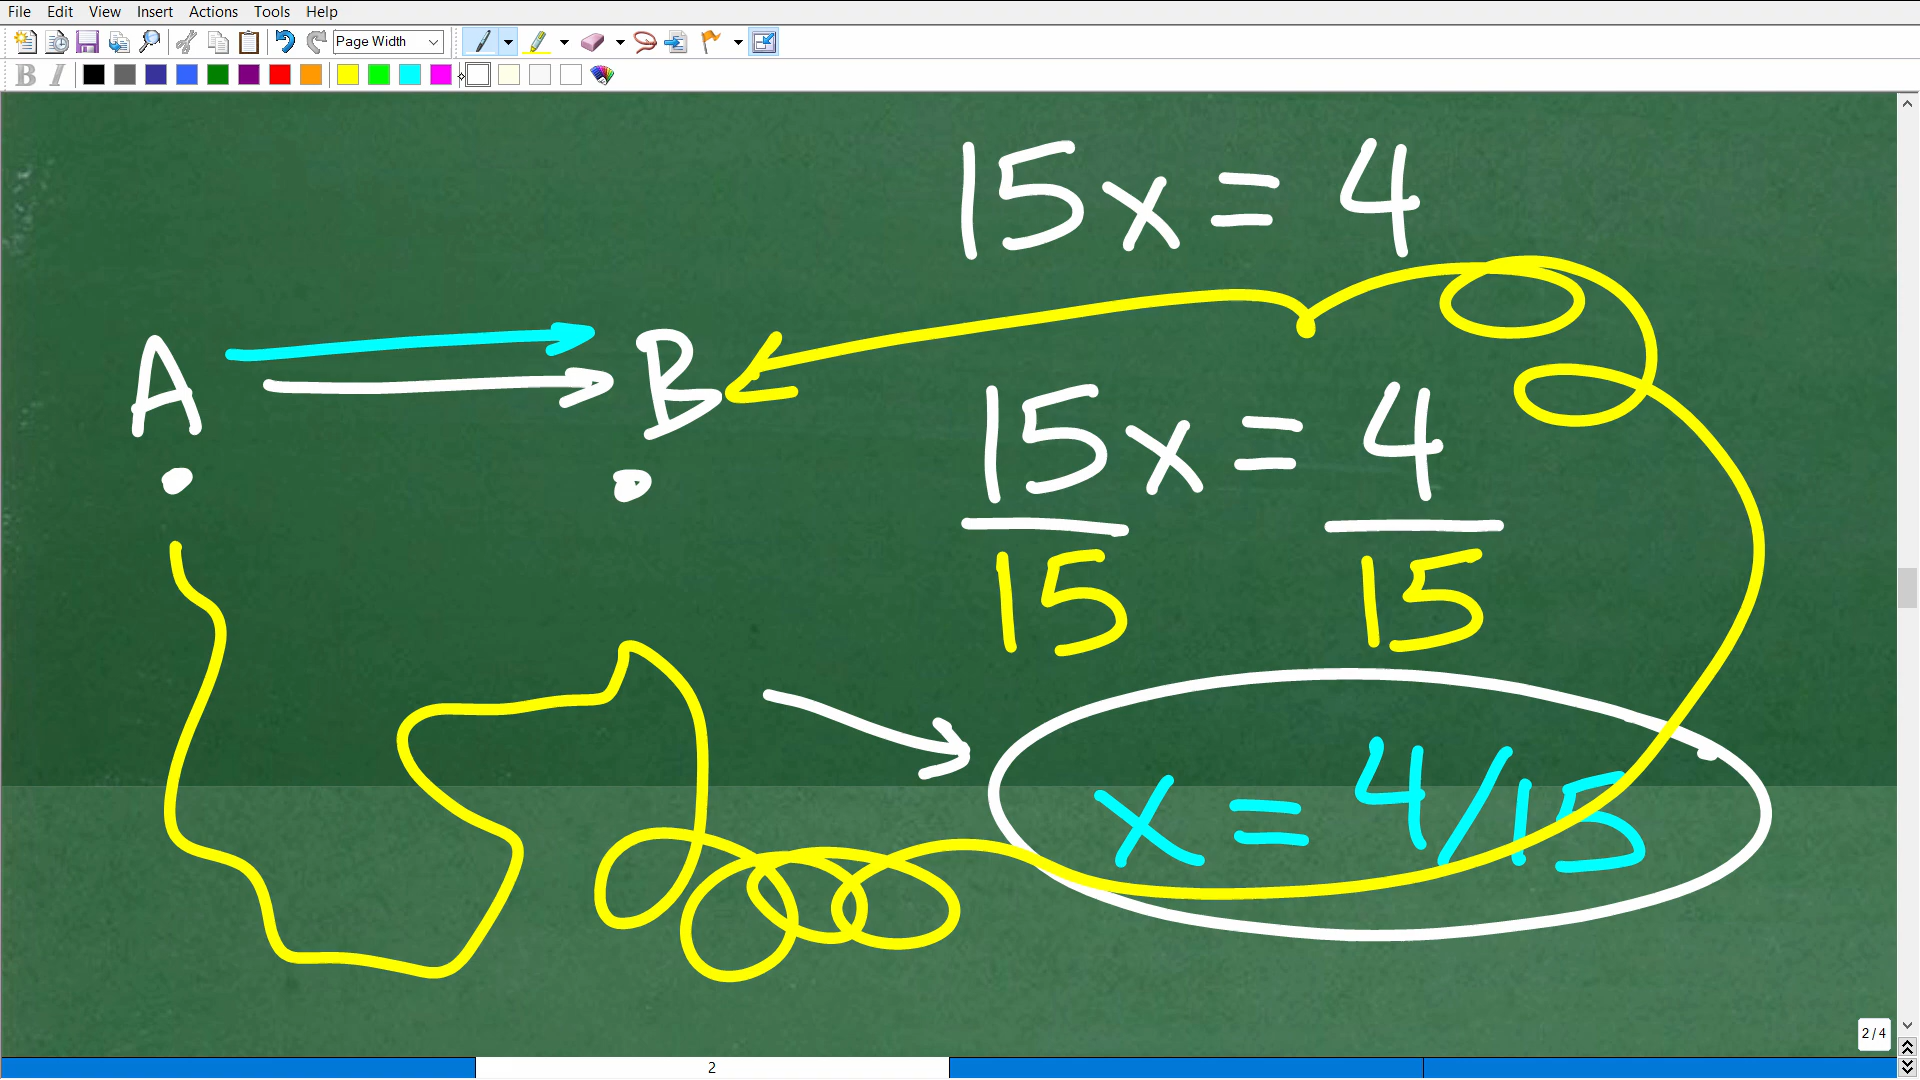 File Edit View Insert Actions Tools Help
Page Width
B I
15x = 4
A B
15x = 4
15 15
x = 4/15
2 / 4
2